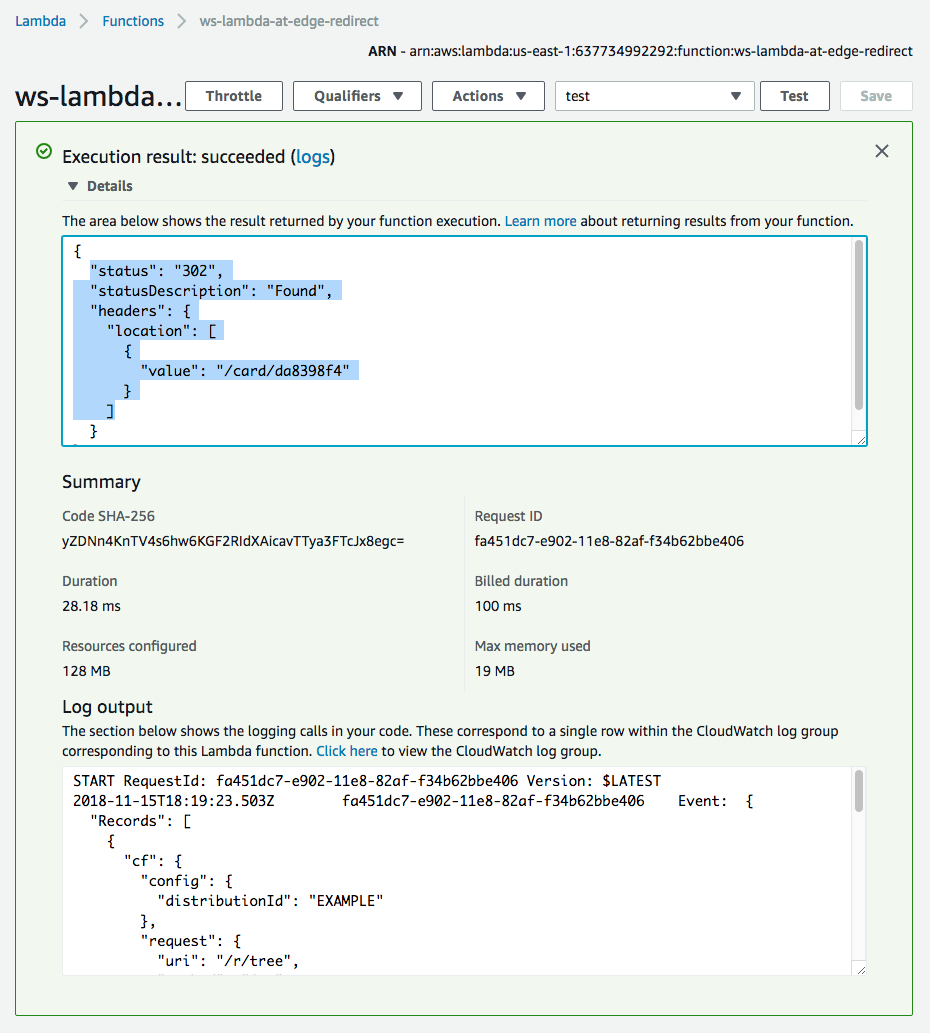 Lambda > Functions > ws-lambda-at-edge-redirect
ARN - arn:aws:lambda:us-east-1:637734992292:function:ws-lambda-at-edge-redirect
ws-lambda... Throttle Qualifiers Actions test Test Save
Execution result: succeeded (logs)
Details
The area below shows the result returned by your function execution. Learn more about returning results from your function.
{
  "status": "302",
  "statusDescription": "Found",
  "headers": {
    "location": [
      {
        "value": "/card/da8398f4"
      }
    ]
  }
Summary
Code SHA-256 Request ID
yZDNn4KnTV4s6hw6KGF2RIdXAicavTTya3FTcJx8egc= fa451dc7-e902-11e8-82af-f34b62bbe406
Duration Billed duration
28.18 ms 100 ms
Resources configured Max memory used
128 MB 19 MB
Log output
The section below shows the logging calls in your code. These correspond to a single row within the CloudWatch log group
corresponding to this Lambda function. Click here to view the CloudWatch log group.
START RequestId: fa451dc7-e902-11e8-82af-f34b62bbe406 Version: $LATEST
2018-11-15T18:19:23.503Z fa451dc7-e902-11e8-82af-f34b62bbe406 Event: {
  "Records": [
    {
      "cf": {
        "config": {
          "distributionId": "EXAMPLE"
        },
        "request": {
          "uri": "/r/tree",